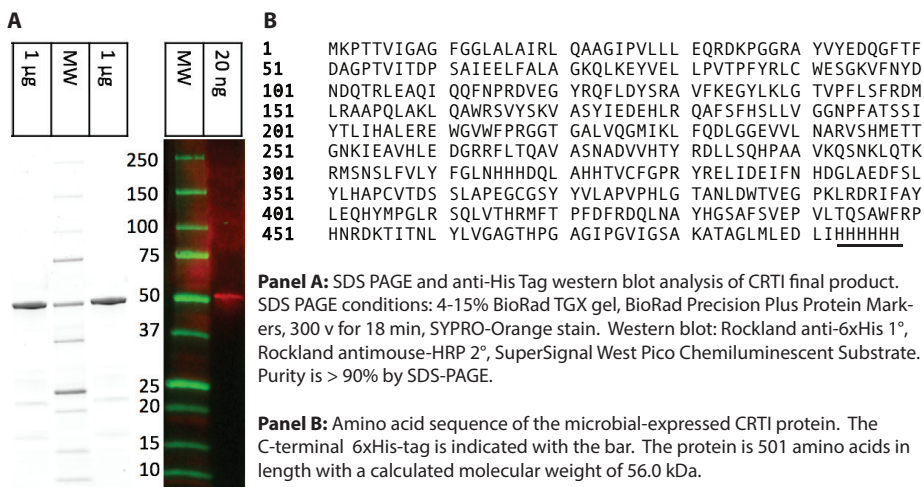 A
B
1 µg
MW
1 µg
MW
20 ng
250
150
100
75
50
37
25
20
15
10
1 MKPTTVIGAG FGGLALAIRL QAAGIPVLLL EQRDKPGGRA YVYEDQGFTF
51 DAGPTVITDP SAIEELFALA GKQLKEYVEL LPVTPFYRLC WESGKVFNYD
101 NDQTRLEAQI QQFNPRDVEG YRQFLDYSRA VFKEGYLKLG TVPFLSFRDM
151 LRAAPQLAKL QAWRSVYSKV ASYIEDEHLR QAFSFHSLLV GGNPFATSSI
201 YTLIHALERE WGVWFPRGGT GALVQGMIKL FQDLGGEVVL NARVSHMETT
251 GNKIEAVHLE DGRRFLTQAV ASNADVVHTY RDLLSQHPAA VKQSNKLQTK
301 RMSNSLFVLY FGLNHHHDQL AHHTVCFGPR YRELIDEIFN HDGLAEDFSL
351 YLHAPCVTDS SLAPEGCGSY YVLAPVPHLG TANLDWTVEG PKLRDRIFAY
401 LEQHYMPGLR SQLVTHRMFT PFDFRDQLNA YHGSAFSVEP VLTQSAWFRP
451 HNRDKTITNL YLVGAGTHPG AGIPGVIGSA KATAGLMLED LIHHHHHH
Panel A: SDS PAGE and anti-His Tag western blot analysis of CRTI final product.
SDS PAGE conditions: 4-15% BioRad TGX gel, BioRad Precision Plus Protein Mark-
ers, 300 v for 18 min, SYPRO-Orange stain. Western blot: Rockland anti-6xHis 1°,
Rockland antimouse-HRP 2°, SuperSignal West Pico Chemiluminescent Substrate.
Purity is > 90% by SDS-PAGE.
Panel B: Amino acid sequence of the microbial-expressed CRTI protein. The
C-terminal 6xHis-tag is indicated with the bar. The protein is 501 amino acids in
length with a calculated molecular weight of 56.0 kDa.